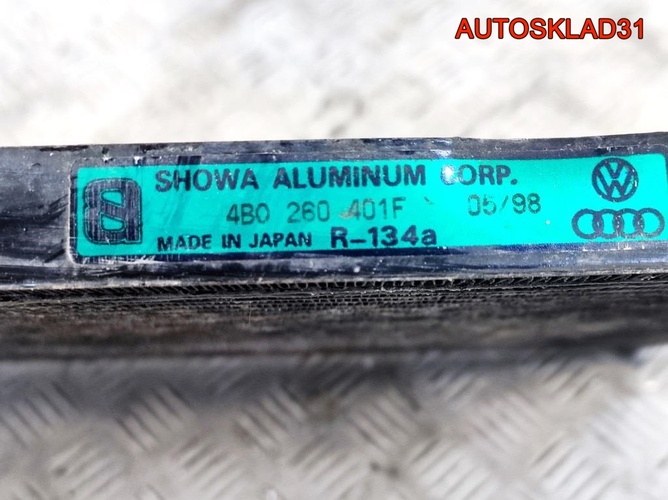 AUTOSKLAD31
SHOWA ALUMINUM CORP.
4B0 260 401F 05/98
MADE IN JAPAN R-134a